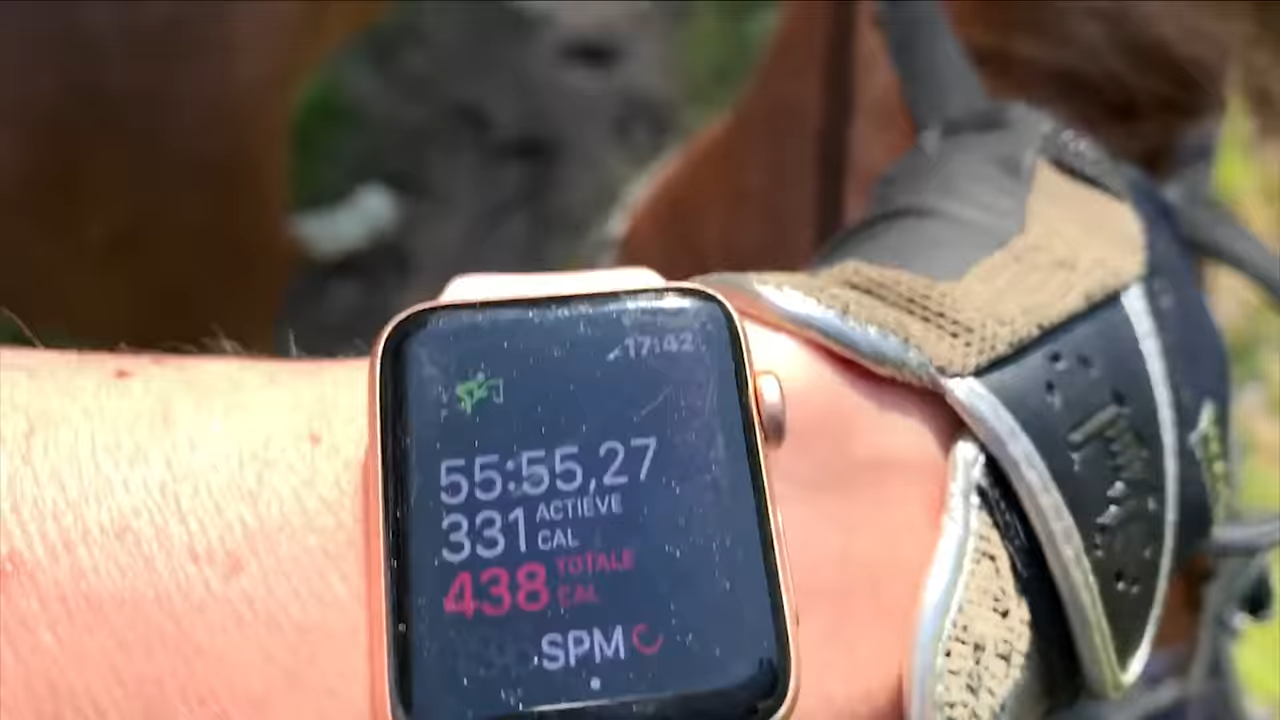 17:42
55:55,27
331 ACTIEVE CAL
438 TOTALE CAL
SPM